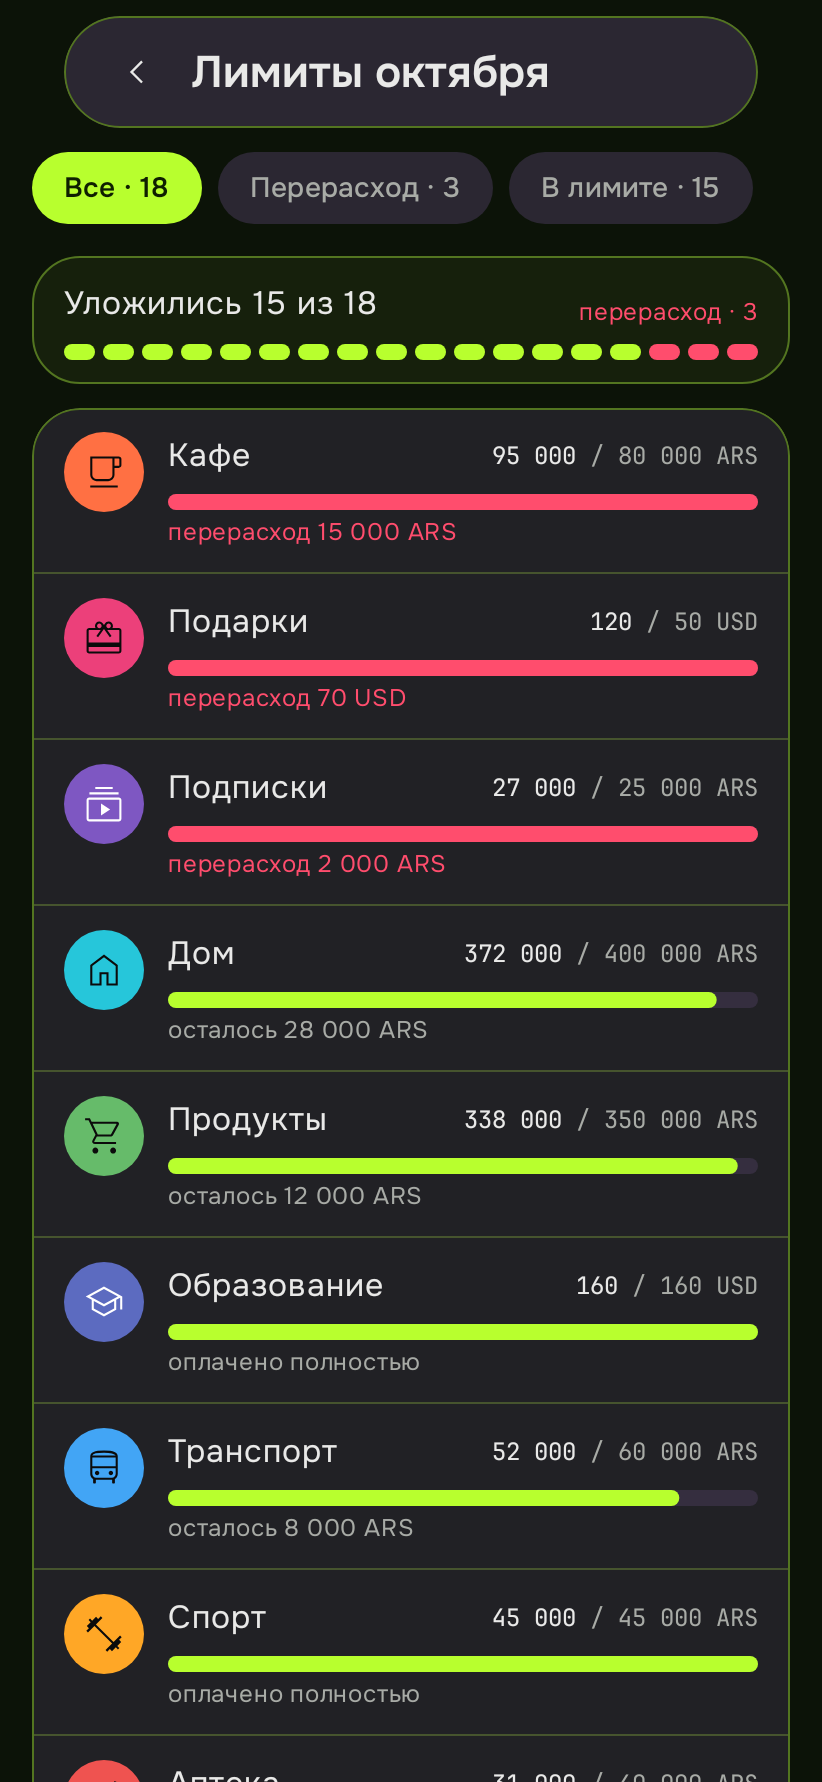 Лимиты октября
Все · 18
Перерасход · 3
В лимите · 15
Уложились 15 из 18
перерасход · 3
Кафе
95 000 / 80 000 ARS
перерасход 15 000 ARS
Подарки
120 / 50 USD
перерасход 70 USD
Подписки
27 000 / 25 000 ARS
перерасход 2 000 ARS
Дом
372 000 / 400 000 ARS
осталось 28 000 ARS
Продукты
338 000 / 350 000 ARS
осталось 12 000 ARS
Образование
160 / 160 USD
оплачено полностью
Транспорт
52 000 / 60 000 ARS
осталось 8 000 ARS
Спорт
45 000 / 45 000 ARS
оплачено полностью